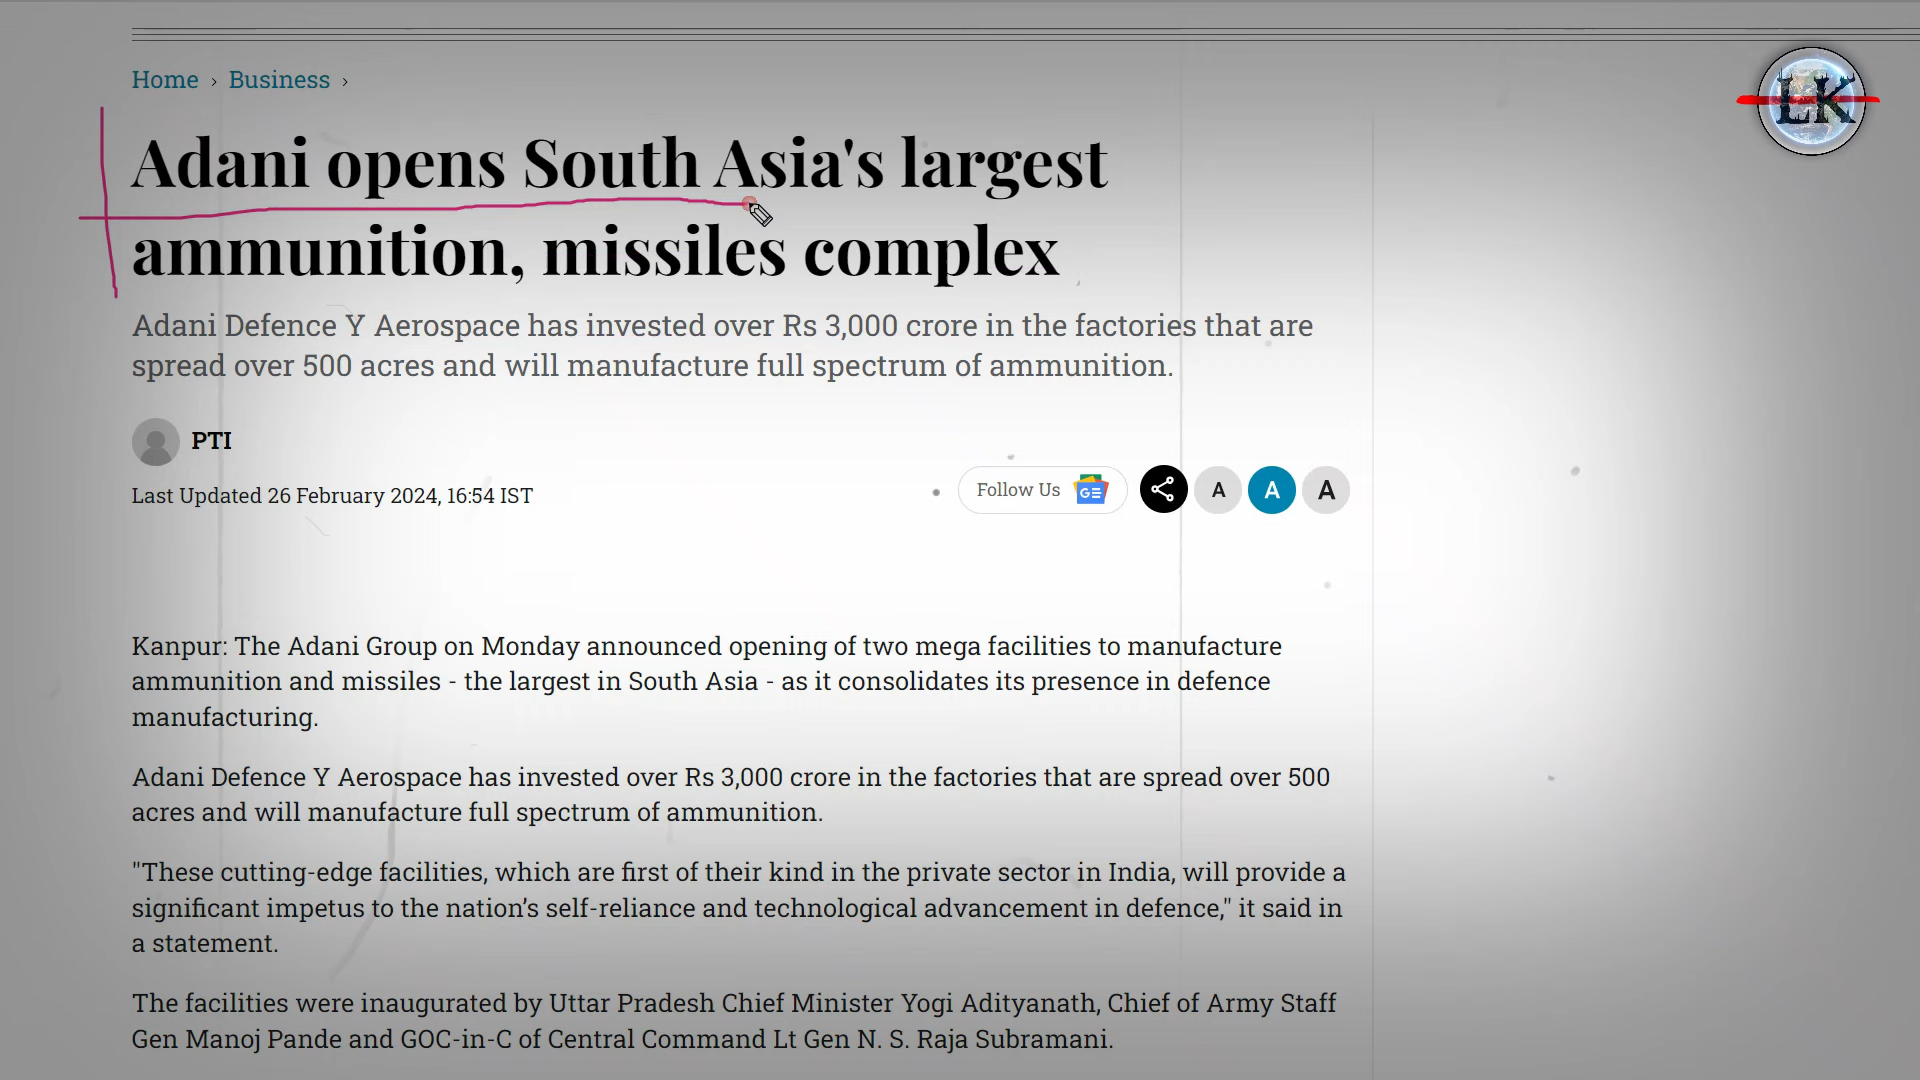 Home › Business ›
LK
Adani opens South Asia's largest
ammunition, missiles complex
Adani Defence Y Aerospace has invested over Rs 3,000 crore in the factories that are
spread over 500 acres and will manufacture full spectrum of ammunition.
PTI
Last Updated 26 February 2024, 16:54 IST
Follow Us GE A A A
Kanpur: The Adani Group on Monday announced opening of two mega facilities to manufacture
ammunition and missiles - the largest in South Asia - as it consolidates its presence in defence
manufacturing.
Adani Defence Y Aerospace has invested over Rs 3,000 crore in the factories that are spread over 500
acres and will manufacture full spectrum of ammunition.
"These cutting-edge facilities, which are first of their kind in the private sector in India, will provide a
significant impetus to the nation’s self-reliance and technological advancement in defence," it said in
a statement.
The facilities were inaugurated by Uttar Pradesh Chief Minister Yogi Adityanath, Chief of Army Staff
Gen Manoj Pande and GOC-in-C of Central Command Lt Gen N. S. Raja Subramani.